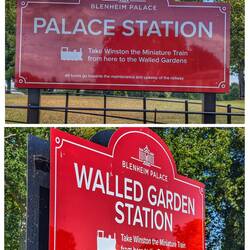 BLENHEIM PALACE
PALACE STATION
Take Winston the Miniature Train
from here to the Walled Gardens
all funds go towards the maintenance and upkeep of the railway
BLENHEIM PALACE
WALLED GARDEN
STATION
Take Winston the Miniature